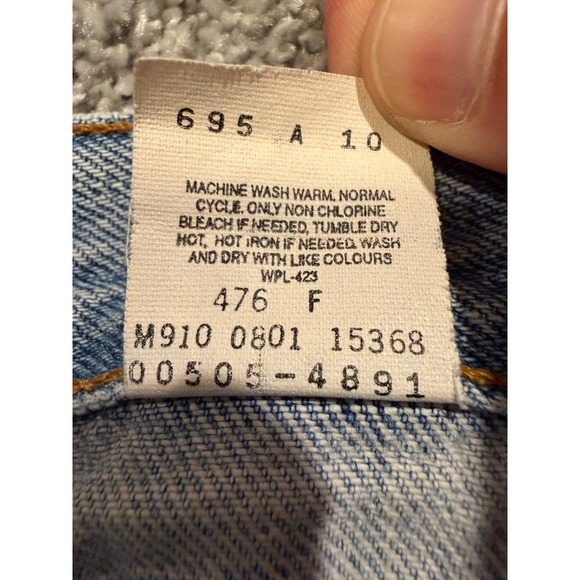 695 A 10
MACHINE WASH WARM. NORMAL
CYCLE. ONLY NON CHLORINE
BLEACH IF NEEDED, TUMBLE DRY
HOT, HOT IRON IF NEEDED. WASH
AND DRY WITH LIKE COLOURS
WPL-423
476 F
M910 0801 15368
00505-4891